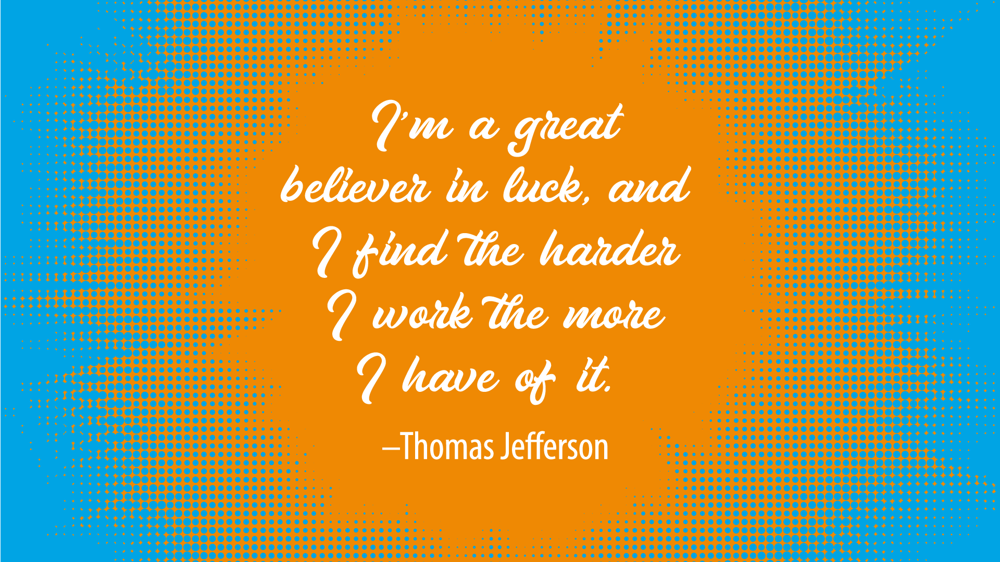 I'm a great
believer in luck, and
I find the harder
I work the more
I have of it.
–Thomas Jefferson